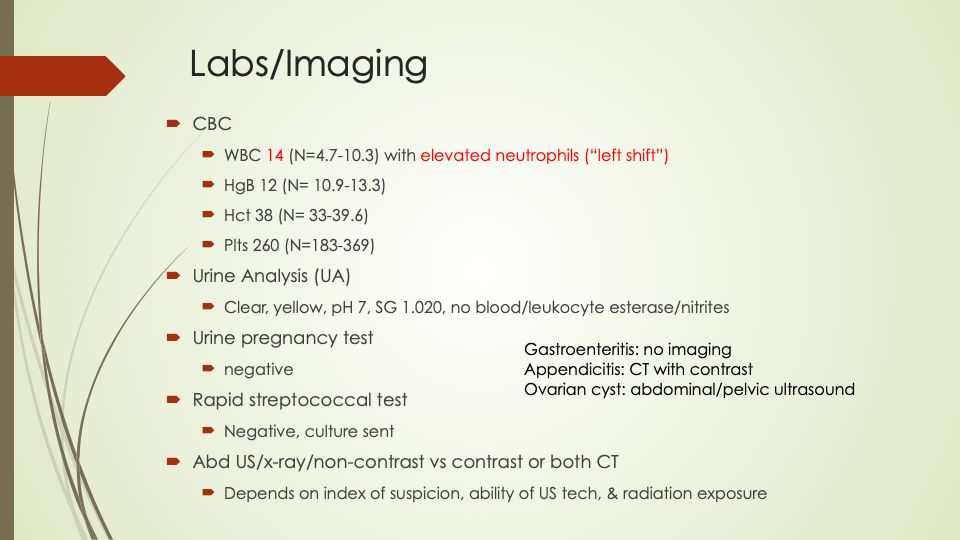 Labs/Imaging
CBC
WBC 14 (N=4.7-10.3) with elevated neutrophils (“left shift”)
HgB 12 (N= 10.9-13.3)
Hct 38 (N= 33-39.6)
Plts 260 (N=183-369)
Urine Analysis (UA)
Clear, yellow, pH 7, SG 1.020, no blood/leukocyte esterase/nitrites
Urine pregnancy test
negative
Rapid streptococcal test
Negative, culture sent
Abd US/x-ray/non-contrast vs contrast or both CT
Depends on index of suspicion, ability of US tech, & radiation exposure
Gastroenteritis: no imaging
Appendicitis: CT with contrast
Ovarian cyst: abdominal/pelvic ultrasound